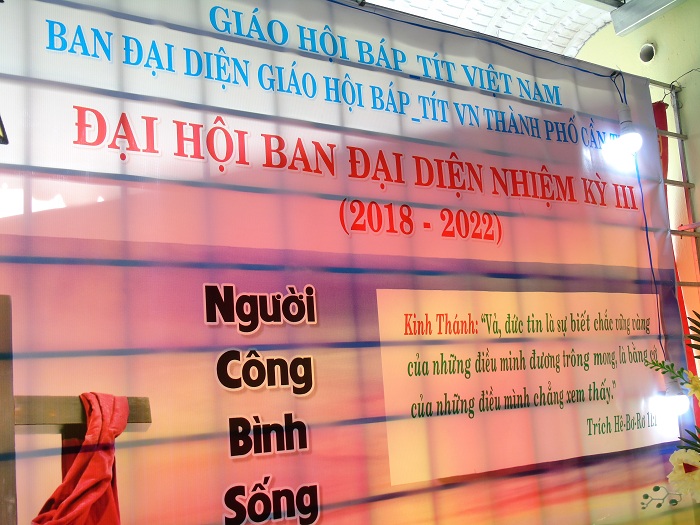 GIÁO HỘI BÁP_TÍT VIỆT NAM
BAN ĐẠI DIỆN GIÁO HỘI BÁP_TÍT VN THÀNH PHỐ CẦN
ĐẠI HỘI BAN ĐẠI DIỆN NHIỆM KỲ III
(2018 - 2022)
Người
Công
Bình
Sống
Kinh Thánh: “Vả, đức tin là sự biết chắc vững vàng
của những điều mình đương trông mong, là bằng cớ
của những điều mình chẳng xem thấy.”
Trích Hê-Bơ-Rơ